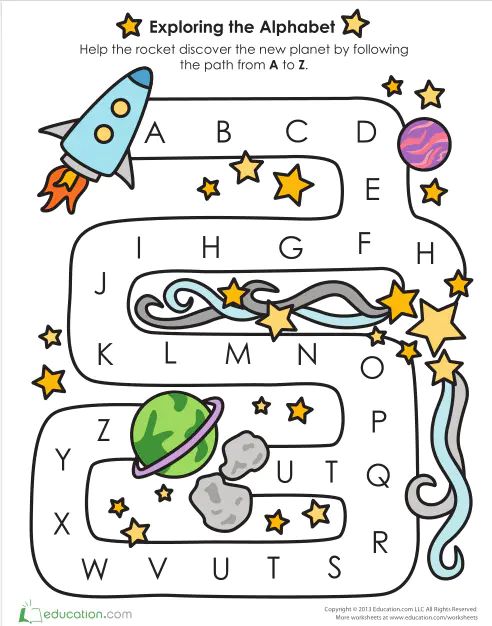 Exploring the Alphabet
Help the rocket discover the new planet by following
the path from A to Z.
A B C D
E
I H G F H
J
K L M N O
P
Z
Y U T Q
X R
W V U T S
education.com
Copyright © 2013 Education.com LLC All Rights Reserved
More worksheets at www.education.com/worksheets